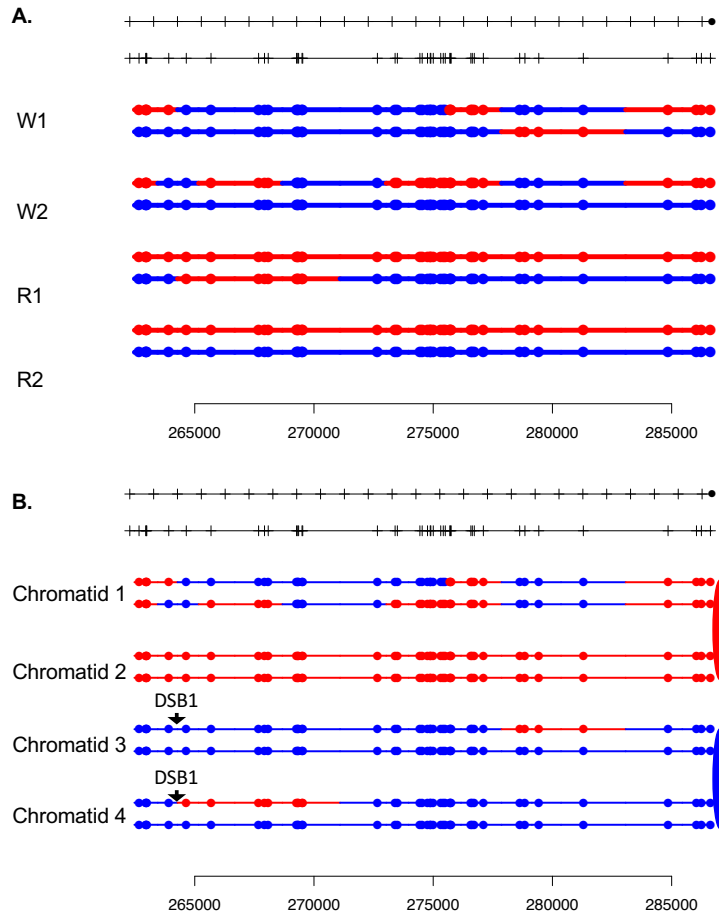 A.
W1
W2
R1
R2
265000 270000 275000 280000 285000
B.
Chromatid 1
Chromatid 2
DSB1
Chromatid 3
DSB1
Chromatid 4
265000 270000 275000 280000 285000